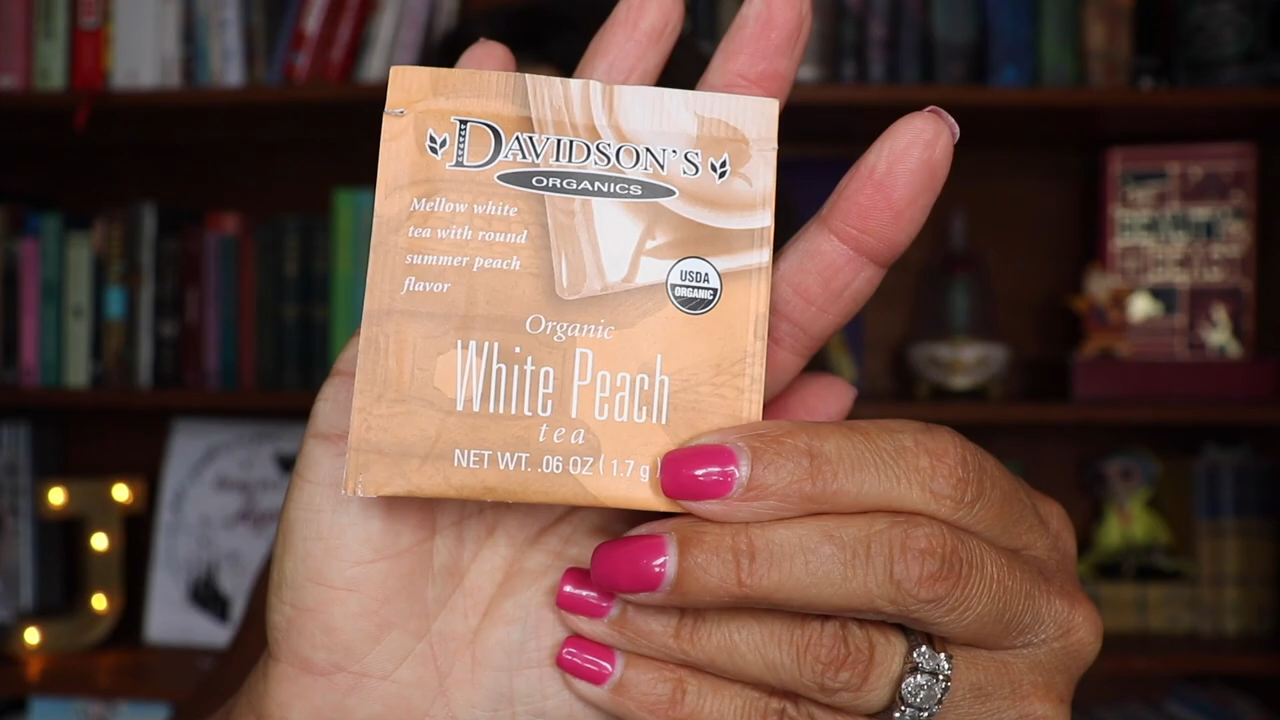 DAVIDSON'S
ORGANICS
Mellow white
tea with round
summer peach
flavor
USDA
ORGANIC
Organic
White Peach
tea
NET WT. .06 OZ ( 1.7 g
J